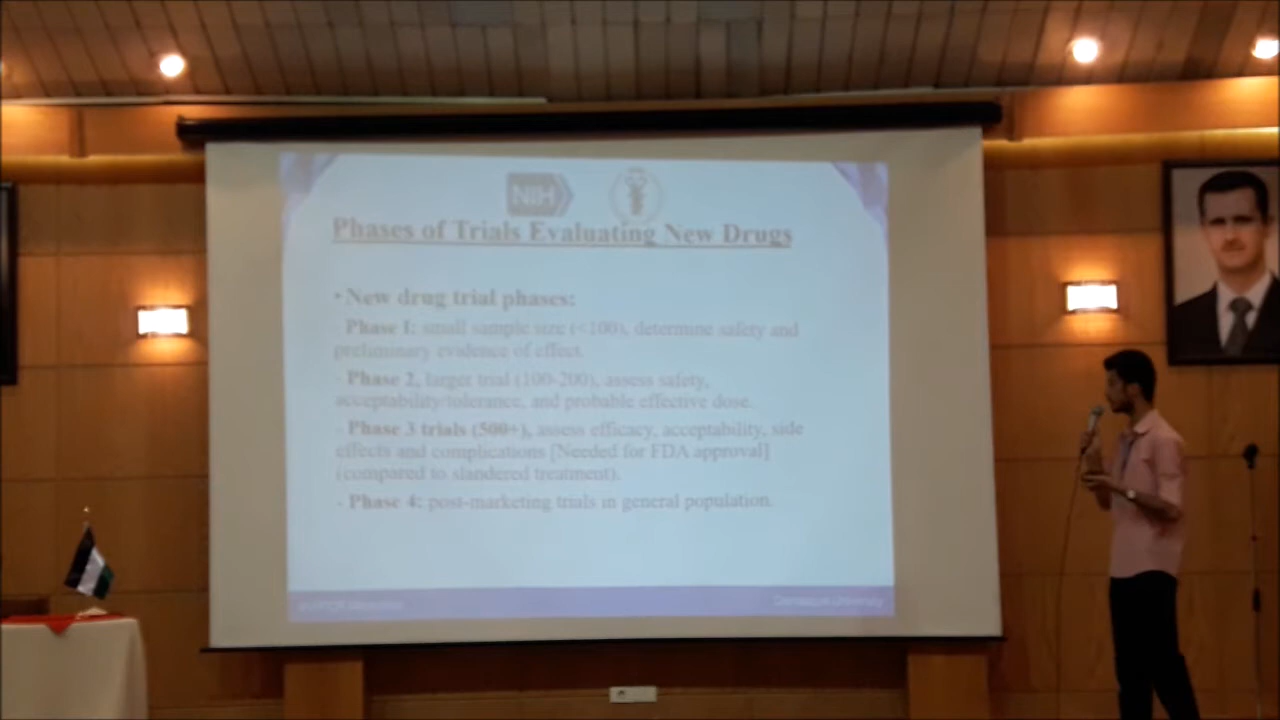 NIH
Phases of Trials Evaluating New Drugs
• New drug trial phases:
- Phase 1: small sample size (<100), determine safety and
preliminary evidence of effect.
- Phase 2, larger trial (100-200), assess safety,
acceptability/tolerance, and probable effective dose.
- Phase 3 trials (500+), assess efficacy, acceptability, side
effects and complications [Needed for FDA approval]
(compared to slandered treatment).
- Phase 4: post-marketing trials in general population.
Damascus University